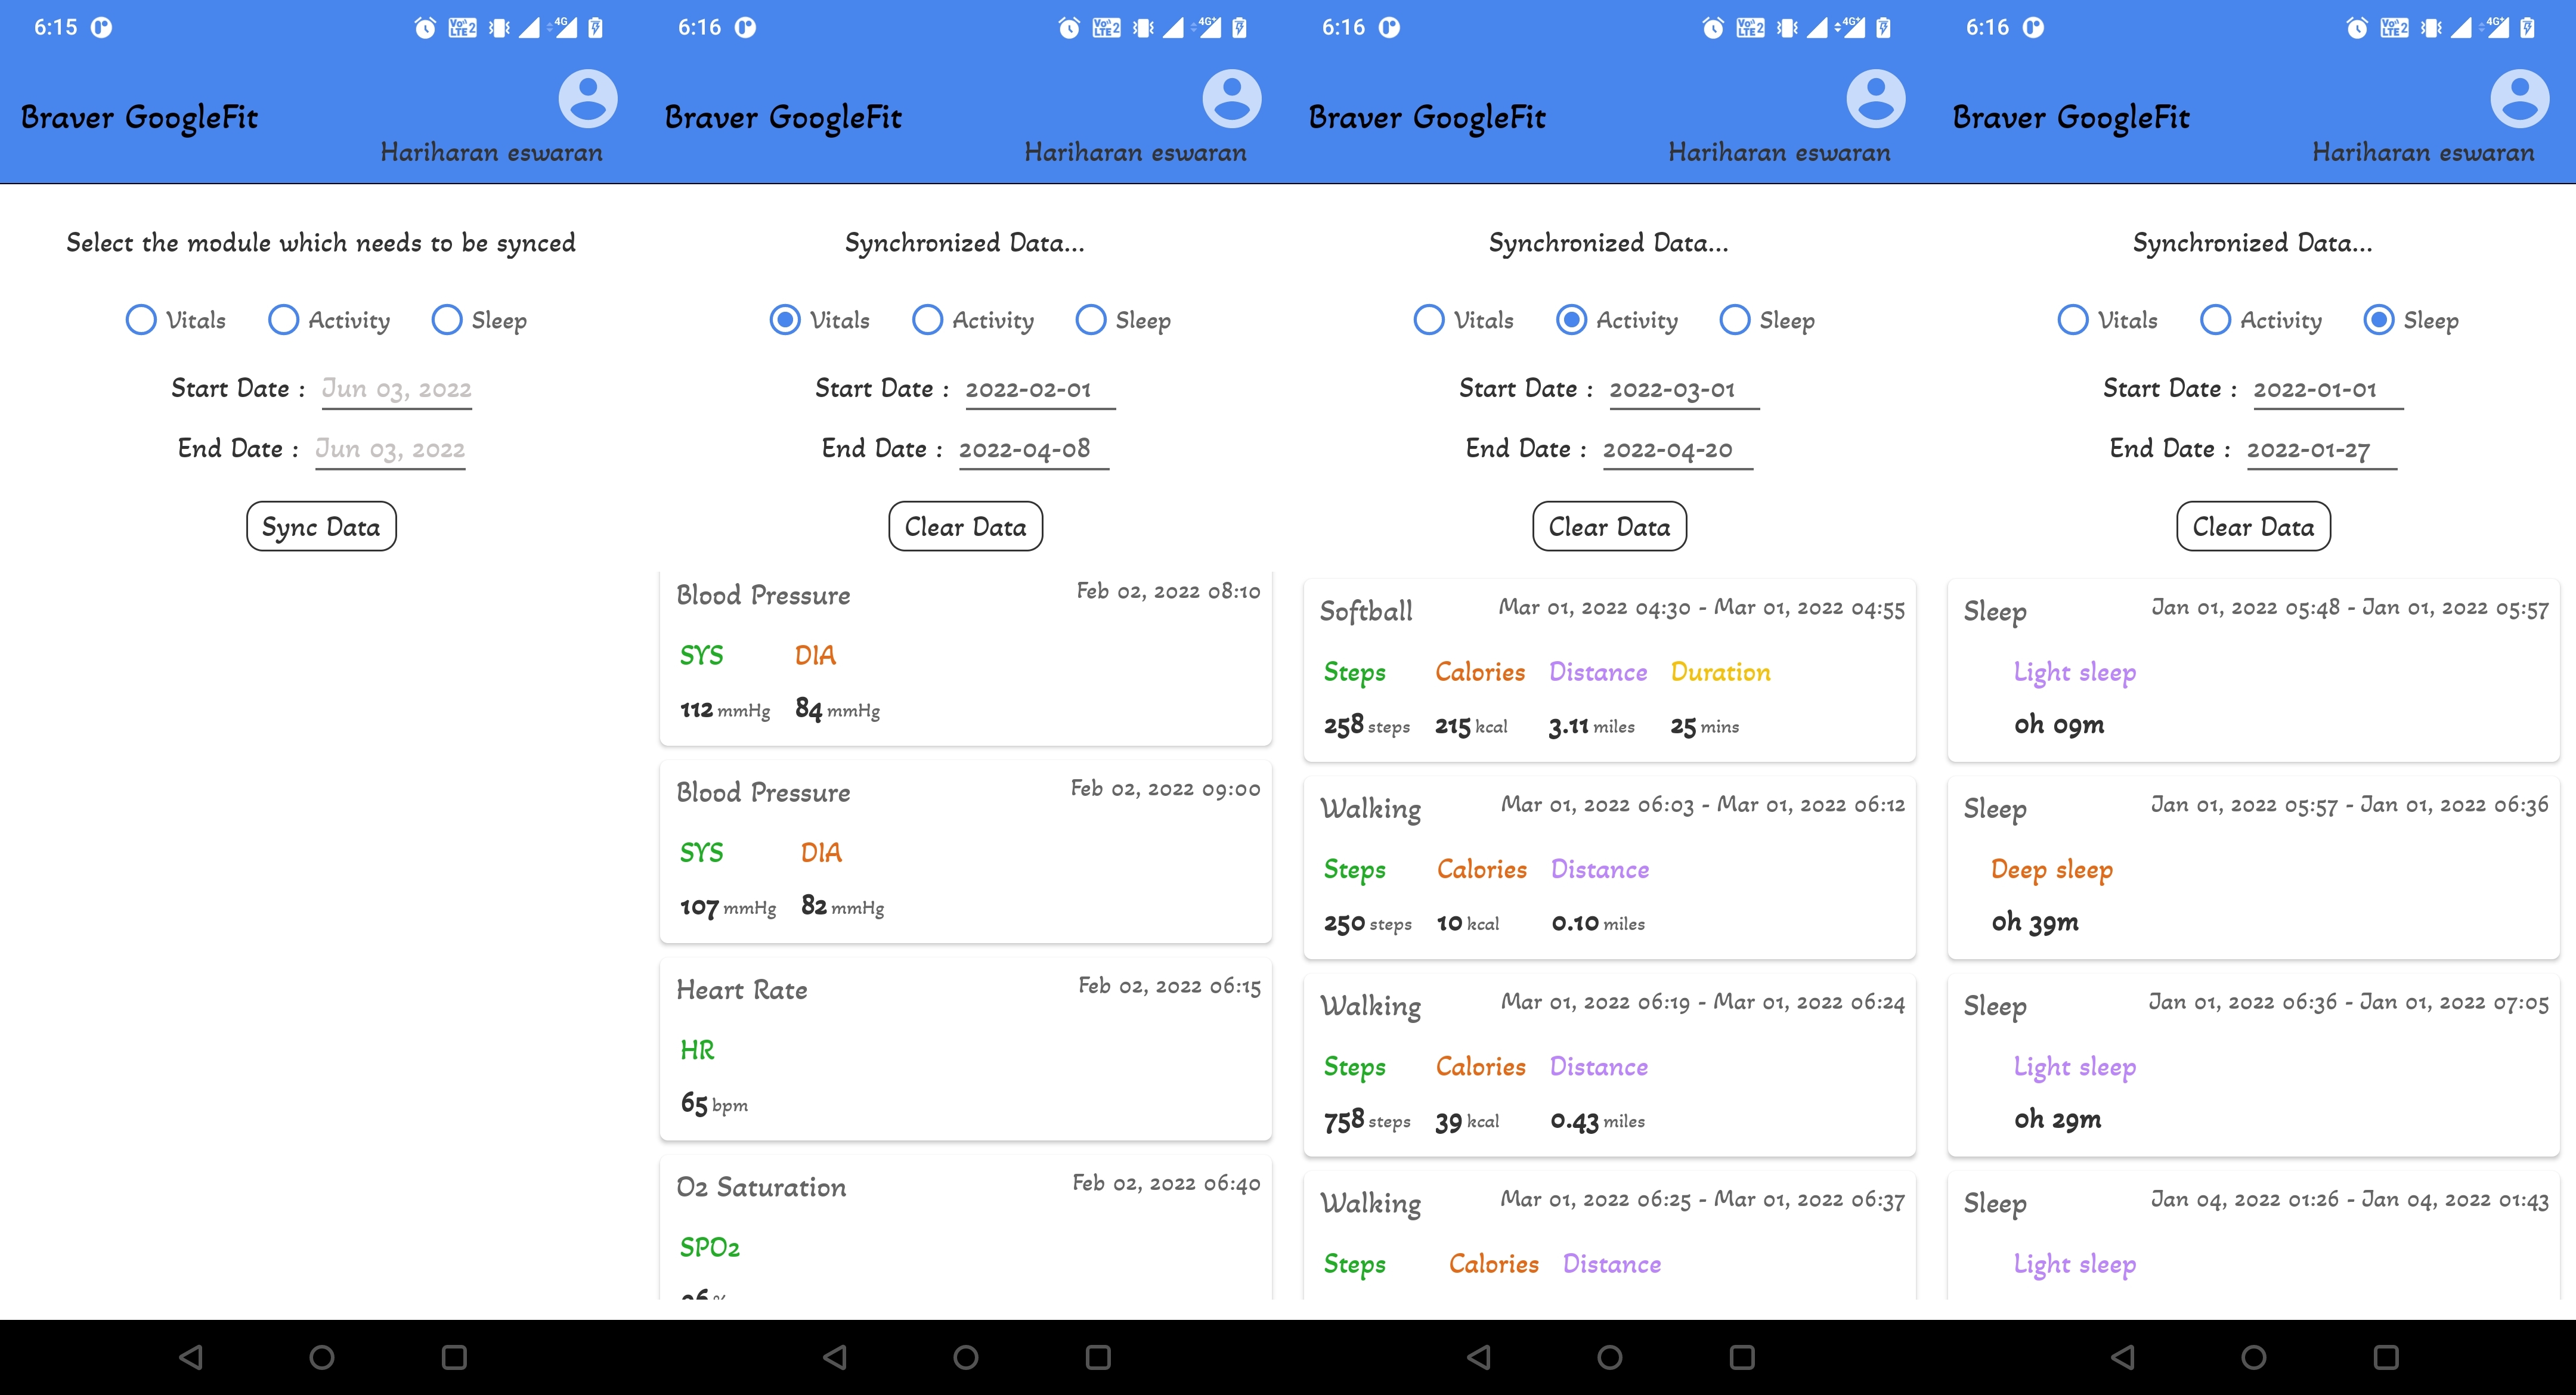 6:15
VoLTE 2 4G
Braver GoogleFit
Hariharan eswaran
Select the module which needs to be synced
Vitals Activity Sleep
Start Date : Jun 03, 2022
End Date : Jun 03, 2022
Sync Data
6:16
VoLTE 2 4G+
Braver GoogleFit
Hariharan eswaran
Synchronized Data...
Vitals Activity Sleep
Start Date : 2022-02-01
End Date : 2022-04-08
Clear Data
Blood Pressure Feb 02, 2022 08:10
SYS DIA
112 mmHg 84 mmHg
Blood Pressure Feb 02, 2022 09:00
SYS DIA
107 mmHg 82 mmHg
Heart Rate Feb 02, 2022 06:15
HR
65 bpm
O2 Saturation Feb 02, 2022 06:40
SPO2
6:16
VoLTE 2 4G+
Braver GoogleFit
Hariharan eswaran
Synchronized Data...
Vitals Activity Sleep
Start Date : 2022-03-01
End Date : 2022-04-20
Clear Data
Softball Mar 01, 2022 04:30 - Mar 01, 2022 04:55
Steps Calories Distance Duration
258 steps 215 kcal 3.11 miles 25 mins
Walking Mar 01, 2022 06:03 - Mar 01, 2022 06:12
Steps Calories Distance
250 steps 10 kcal 0.10 miles
Walking Mar 01, 2022 06:19 - Mar 01, 2022 06:24
Steps Calories Distance
758 steps 39 kcal 0.43 miles
Walking Mar 01, 2022 06:25 - Mar 01, 2022 06:37
Steps Calories Distance
6:16
VoLTE 2 4G+
Braver GoogleFit
Hariharan eswaran
Synchronized Data...
Vitals Activity Sleep
Start Date : 2022-01-01
End Date : 2022-01-27
Clear Data
Sleep Jan 01, 2022 05:48 - Jan 01, 2022 05:57
Light sleep
0h 09m
Sleep Jan 01, 2022 05:57 - Jan 01, 2022 06:36
Deep sleep
0h 39m
Sleep Jan 01, 2022 06:36 - Jan 01, 2022 07:05
Light sleep
0h 29m
Sleep Jan 04, 2022 01:26 - Jan 04, 2022 01:43
Light sleep